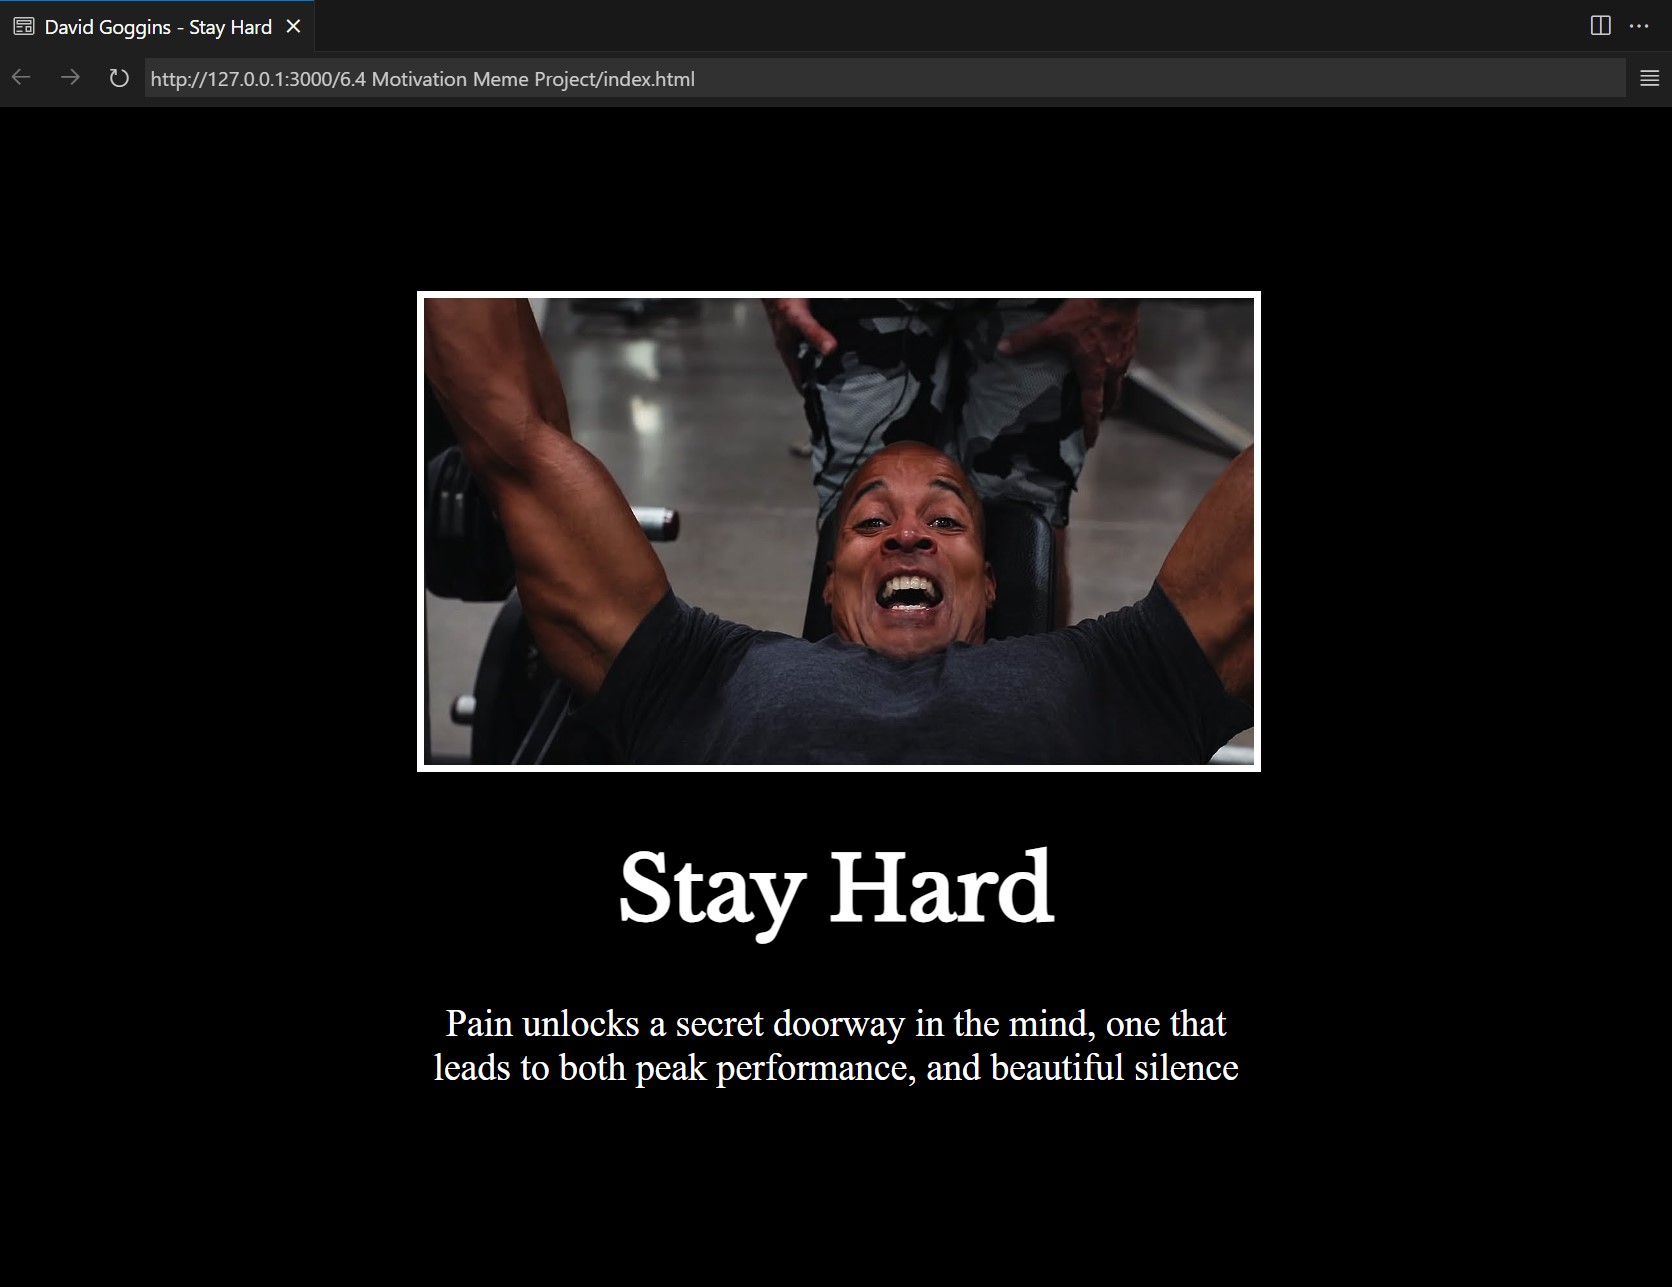 David Goggins - Stay Hard
http://127.0.0.1:3000/6.4 Motivation Meme Project/index.html
Stay Hard
Pain unlocks a secret doorway in the mind, one that
leads to both peak performance, and beautiful silence